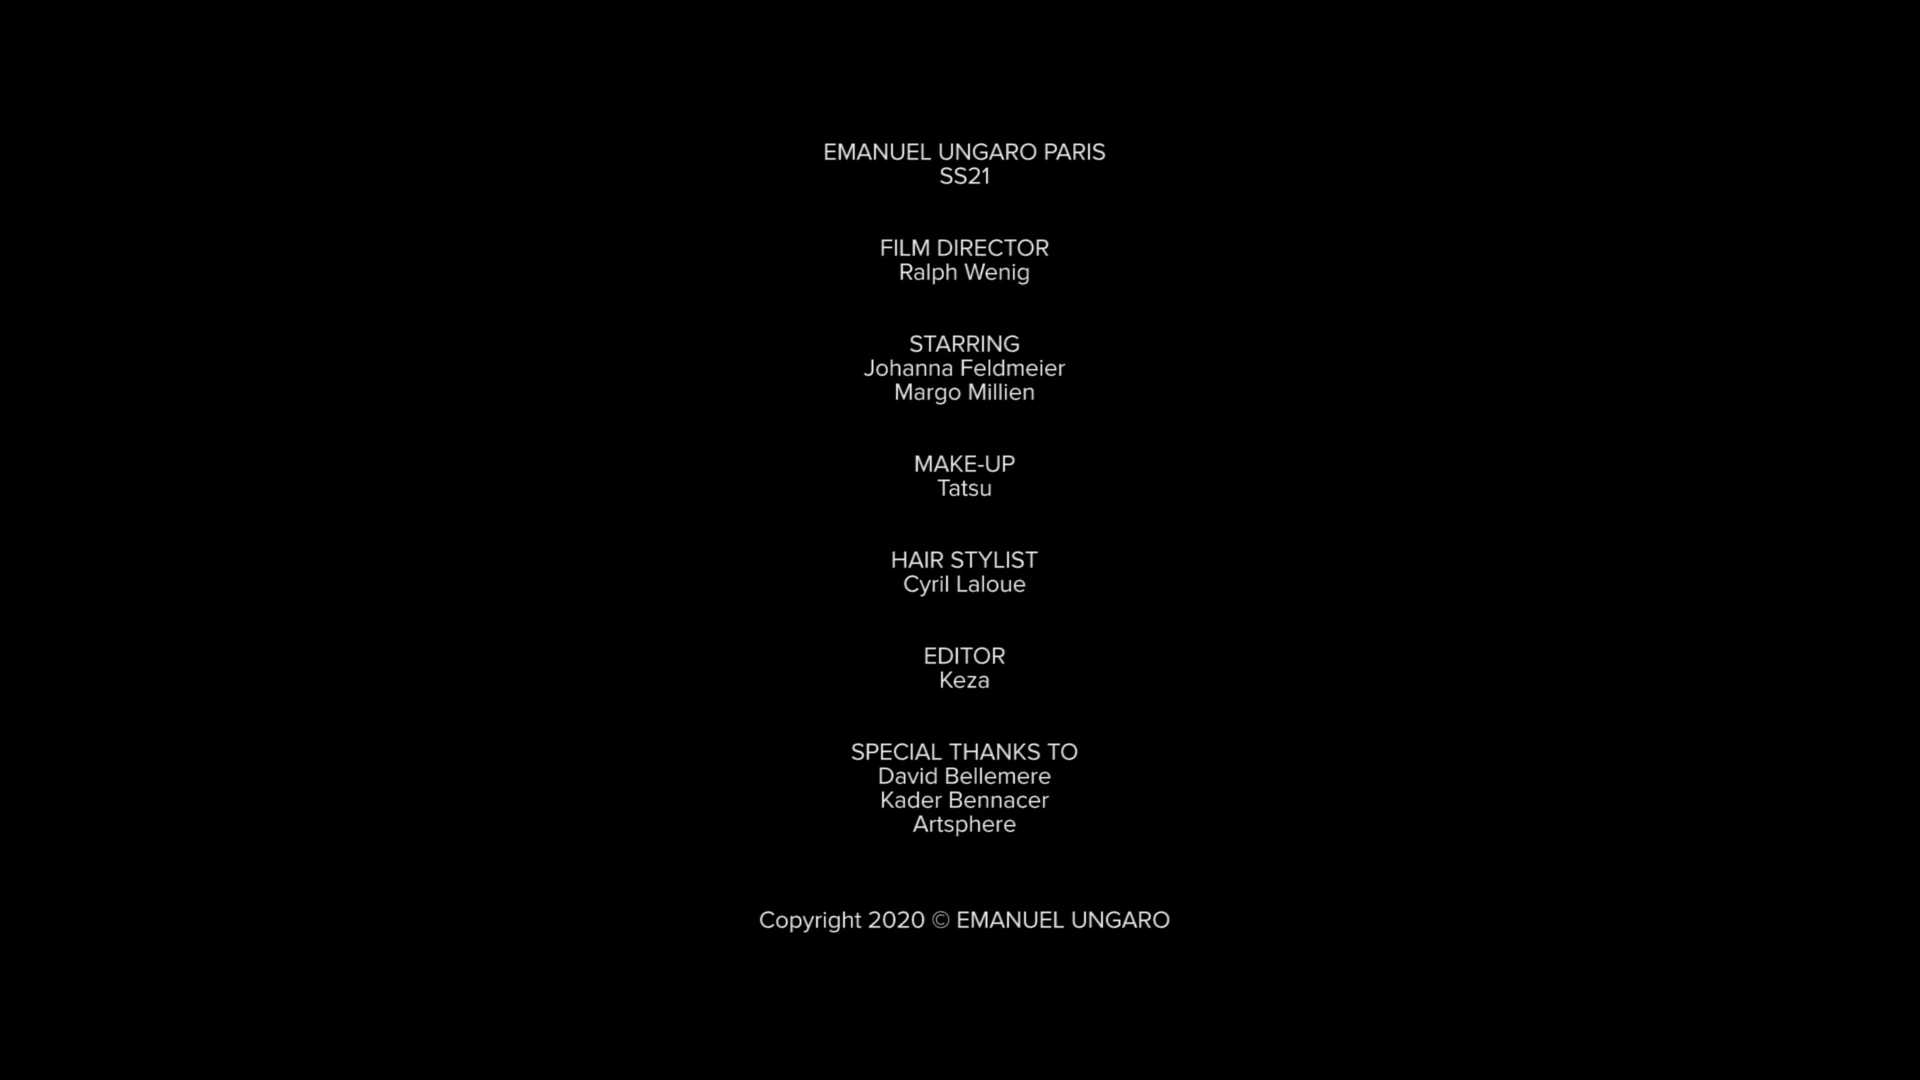 EMANUEL UNGARO PARIS
SS21
FILM DIRECTOR
Ralph Wenig
STARRING
Johanna Feldmeier
Margo Millien
MAKE-UP
Tatsu
HAIR STYLIST
Cyril Laloue
EDITOR
Keza
SPECIAL THANKS TO
David Bellemere
Kader Bennacer
Artsphere
Copyright 2020 © EMANUEL UNGARO